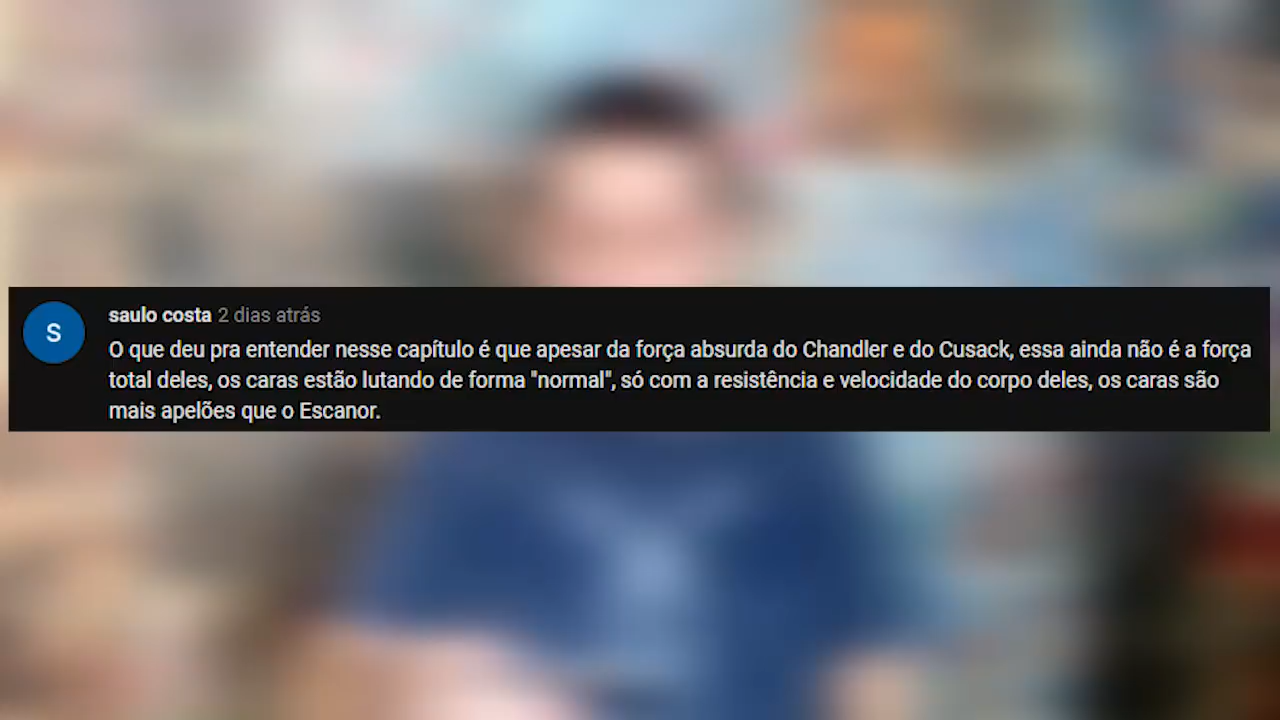 S
saulo costa 2 dias atrás
O que deu pra entender nesse capítulo é que apesar da força absurda do Chandler e do Cusack, essa ainda não é a força
total deles, os caras estão lutando de forma "normal", só com a resistência e velocidade do corpo deles, os caras são
mais apelões que o Escanor.